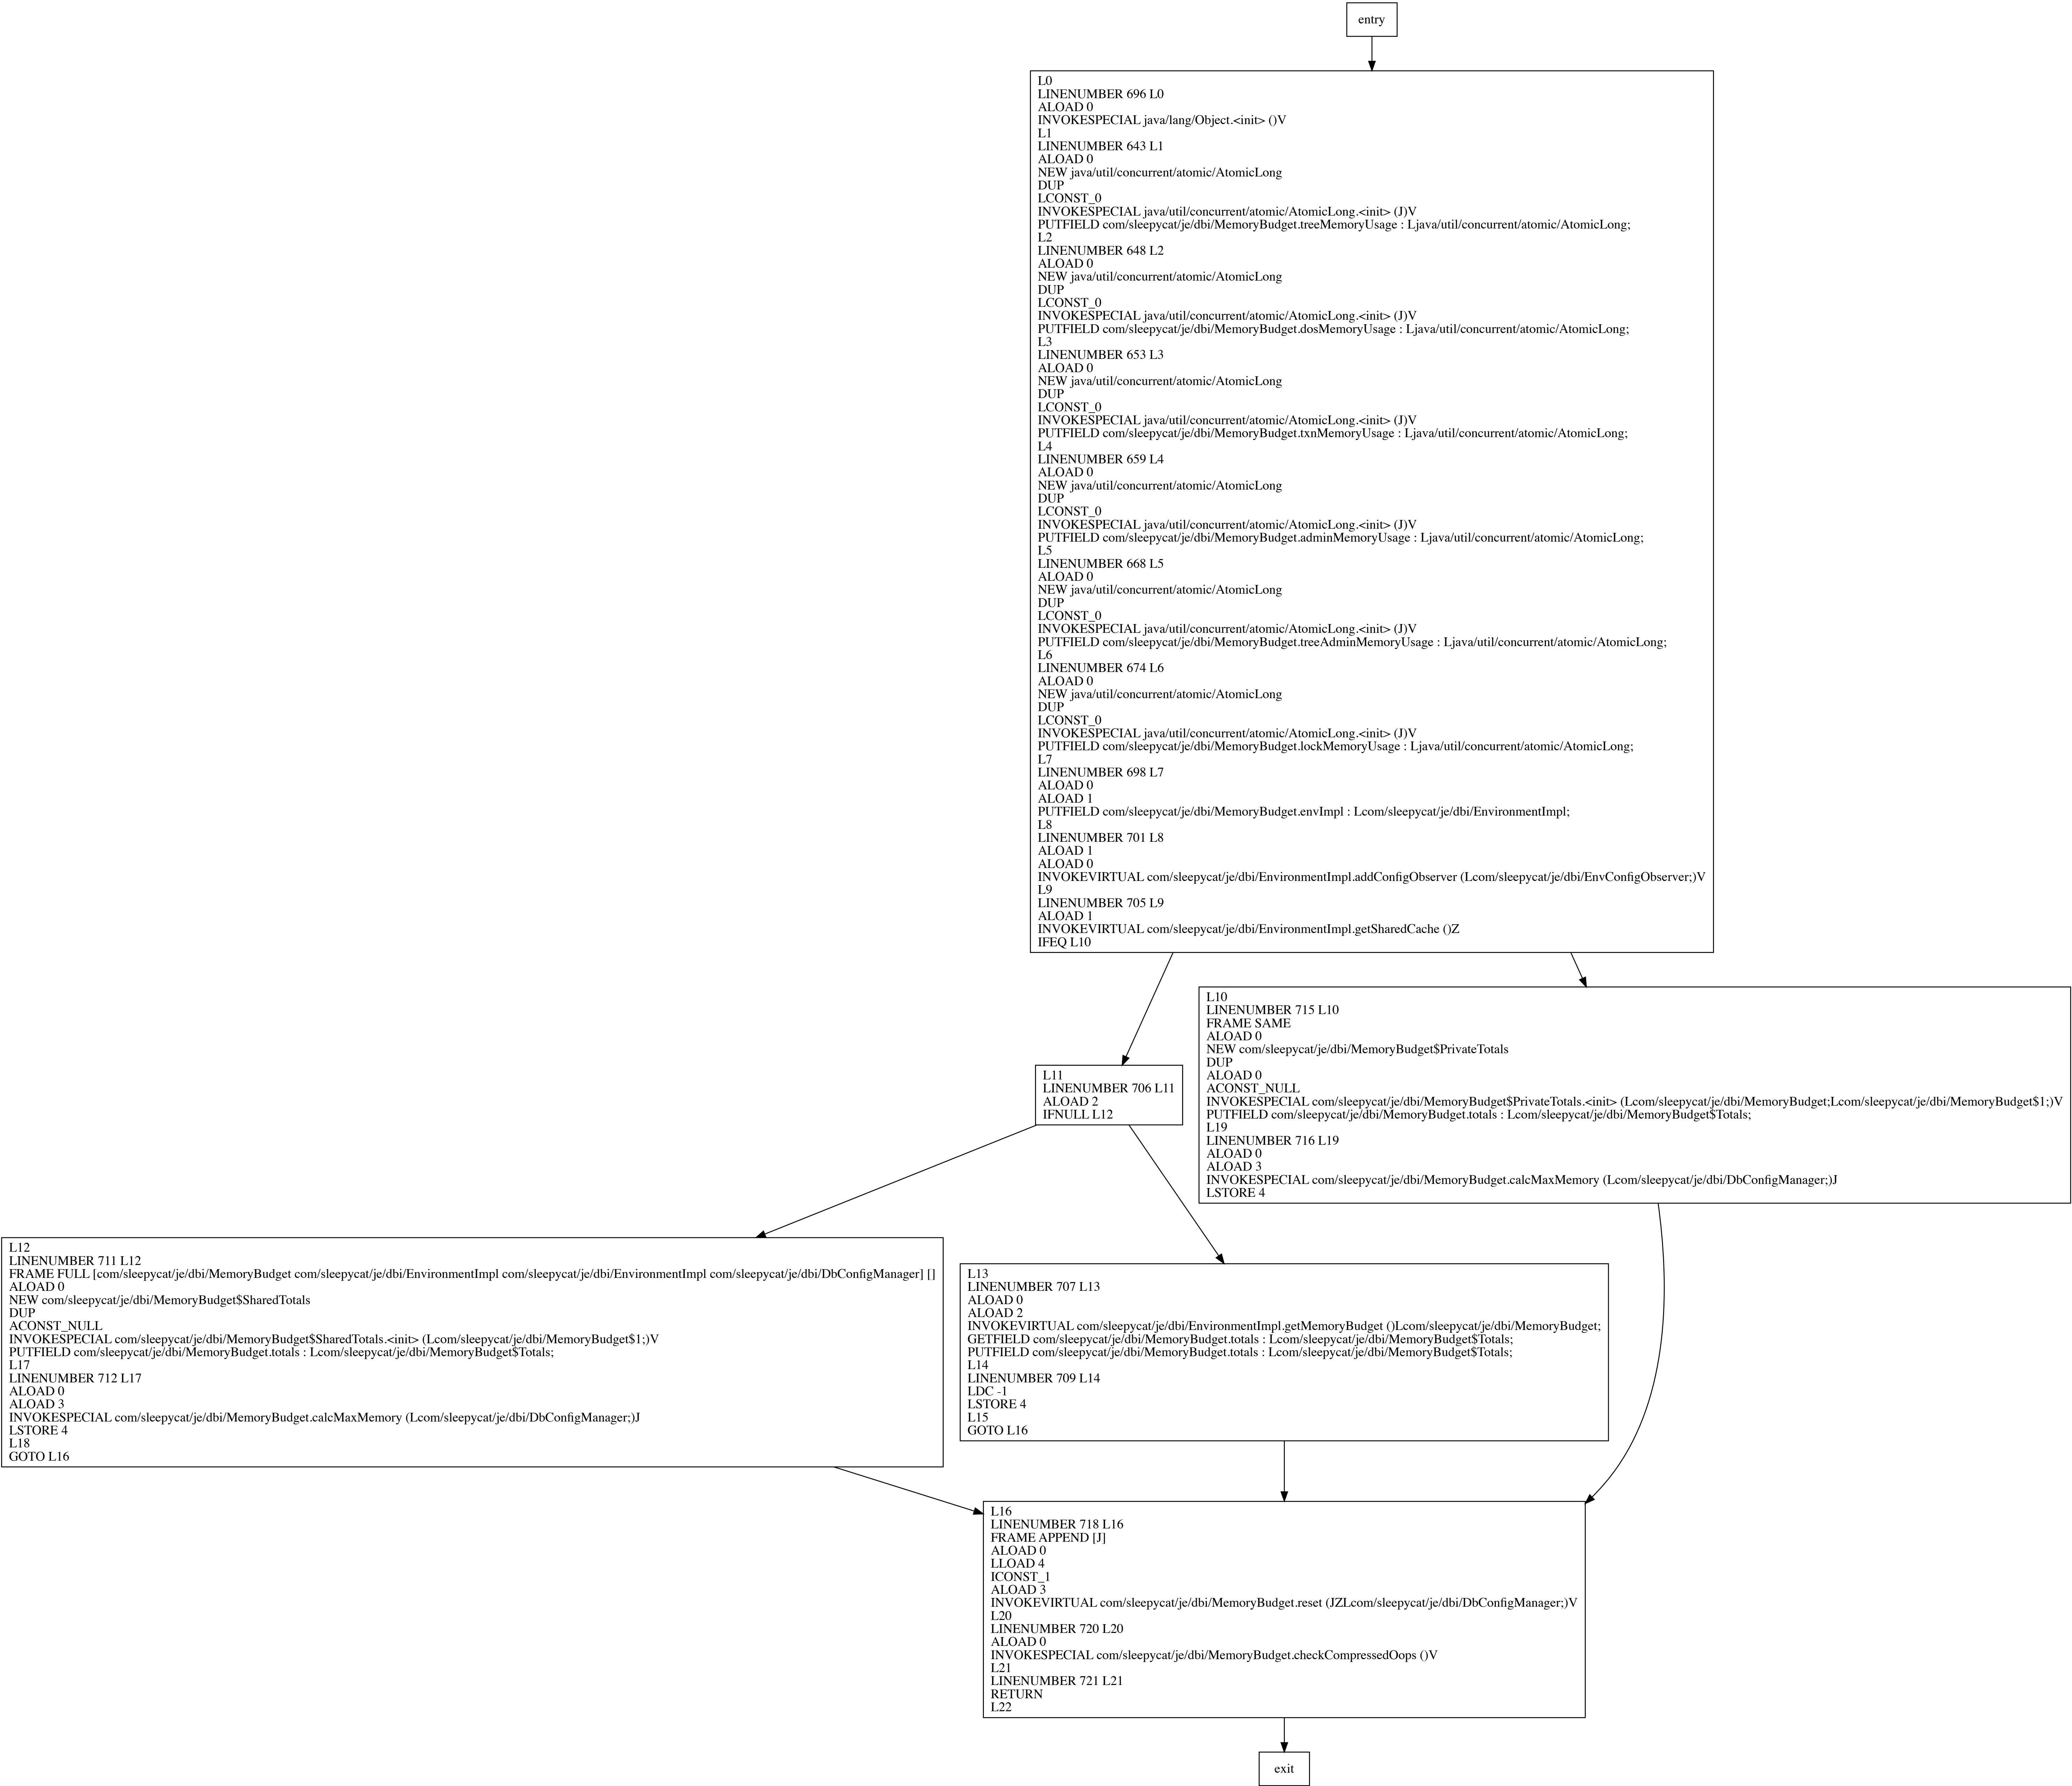 entry
L0
LINENUMBER 696 L0
ALOAD 0
INVOKESPECIAL java/lang/Object.<init> ()V
L1
LINENUMBER 643 L1
ALOAD 0
NEW java/util/concurrent/atomic/AtomicLong
DUP
LCONST_0
INVOKESPECIAL java/util/concurrent/atomic/AtomicLong.<init> (J)V
PUTFIELD com/sleepycat/je/dbi/MemoryBudget.treeMemoryUsage : Ljava/util/concurrent/atomic/AtomicLong;
L2
LINENUMBER 648 L2
ALOAD 0
NEW java/util/concurrent/atomic/AtomicLong
DUP
LCONST_0
INVOKESPECIAL java/util/concurrent/atomic/AtomicLong.<init> (J)V
PUTFIELD com/sleepycat/je/dbi/MemoryBudget.dosMemoryUsage : Ljava/util/concurrent/atomic/AtomicLong;
L3
LINENUMBER 653 L3
ALOAD 0
NEW java/util/concurrent/atomic/AtomicLong
DUP
LCONST_0
INVOKESPECIAL java/util/concurrent/atomic/AtomicLong.<init> (J)V
PUTFIELD com/sleepycat/je/dbi/MemoryBudget.txnMemoryUsage : Ljava/util/concurrent/atomic/AtomicLong;
L4
LINENUMBER 659 L4
ALOAD 0
NEW java/util/concurrent/atomic/AtomicLong
DUP
LCONST_0
INVOKESPECIAL java/util/concurrent/atomic/AtomicLong.<init> (J)V
PUTFIELD com/sleepycat/je/dbi/MemoryBudget.adminMemoryUsage : Ljava/util/concurrent/atomic/AtomicLong;
L5
LINENUMBER 668 L5
ALOAD 0
NEW java/util/concurrent/atomic/AtomicLong
DUP
LCONST_0
INVOKESPECIAL java/util/concurrent/atomic/AtomicLong.<init> (J)V
PUTFIELD com/sleepycat/je/dbi/MemoryBudget.treeAdminMemoryUsage : Ljava/util/concurrent/atomic/AtomicLong;
L6
LINENUMBER 674 L6
ALOAD 0
NEW java/util/concurrent/atomic/AtomicLong
DUP
LCONST_0
INVOKESPECIAL java/util/concurrent/atomic/AtomicLong.<init> (J)V
PUTFIELD com/sleepycat/je/dbi/MemoryBudget.lockMemoryUsage : Ljava/util/concurrent/atomic/AtomicLong;
L7
LINENUMBER 698 L7
ALOAD 0
ALOAD 1
PUTFIELD com/sleepycat/je/dbi/MemoryBudget.envImpl : Lcom/sleepycat/je/dbi/EnvironmentImpl;
L8
LINENUMBER 701 L8
ALOAD 1
ALOAD 0
INVOKEVIRTUAL com/sleepycat/je/dbi/EnvironmentImpl.addConfigObserver (Lcom/sleepycat/je/dbi/EnvConfigObserver;)V
L9
LINENUMBER 705 L9
ALOAD 1
INVOKEVIRTUAL com/sleepycat/je/dbi/EnvironmentImpl.getSharedCache ()Z
IFEQ L10
L10
LINENUMBER 715 L10
FRAME SAME
ALOAD 0
NEW com/sleepycat/je/dbi/MemoryBudget$PrivateTotals
DUP
ALOAD 0
ACONST_NULL
INVOKESPECIAL com/sleepycat/je/dbi/MemoryBudget$PrivateTotals.<init> (Lcom/sleepycat/je/dbi/MemoryBudget;Lcom/sleepycat/je/dbi/MemoryBudget$1;)V
PUTFIELD com/sleepycat/je/dbi/MemoryBudget.totals : Lcom/sleepycat/je/dbi/MemoryBudget$Totals;
L19
LINENUMBER 716 L19
ALOAD 0
ALOAD 3
INVOKESPECIAL com/sleepycat/je/dbi/MemoryBudget.calcMaxMemory (Lcom/sleepycat/je/dbi/DbConfigManager;)J
LSTORE 4
L11
LINENUMBER 706 L11
ALOAD 2
IFNULL L12
L12
LINENUMBER 711 L12
FRAME FULL [com/sleepycat/je/dbi/MemoryBudget com/sleepycat/je/dbi/EnvironmentImpl com/sleepycat/je/dbi/EnvironmentImpl com/sleepycat/je/dbi/DbConfigManager] []
ALOAD 0
NEW com/sleepycat/je/dbi/MemoryBudget$SharedTotals
DUP
ACONST_NULL
INVOKESPECIAL com/sleepycat/je/dbi/MemoryBudget$SharedTotals.<init> (Lcom/sleepycat/je/dbi/MemoryBudget$1;)V
PUTFIELD com/sleepycat/je/dbi/MemoryBudget.totals : Lcom/sleepycat/je/dbi/MemoryBudget$Totals;
L17
LINENUMBER 712 L17
ALOAD 0
ALOAD 3
INVOKESPECIAL com/sleepycat/je/dbi/MemoryBudget.calcMaxMemory (Lcom/sleepycat/je/dbi/DbConfigManager;)J
LSTORE 4
L18
GOTO L16
L13
LINENUMBER 707 L13
ALOAD 0
ALOAD 2
INVOKEVIRTUAL com/sleepycat/je/dbi/EnvironmentImpl.getMemoryBudget ()Lcom/sleepycat/je/dbi/MemoryBudget;
GETFIELD com/sleepycat/je/dbi/MemoryBudget.totals : Lcom/sleepycat/je/dbi/MemoryBudget$Totals;
PUTFIELD com/sleepycat/je/dbi/MemoryBudget.totals : Lcom/sleepycat/je/dbi/MemoryBudget$Totals;
L14
LINENUMBER 709 L14
LDC -1
LSTORE 4
L15
GOTO L16
L16
LINENUMBER 718 L16
FRAME APPEND [J]
ALOAD 0
LLOAD 4
ICONST_1
ALOAD 3
INVOKEVIRTUAL com/sleepycat/je/dbi/MemoryBudget.reset (JZLcom/sleepycat/je/dbi/DbConfigManager;)V
L20
LINENUMBER 720 L20
ALOAD 0
INVOKESPECIAL com/sleepycat/je/dbi/MemoryBudget.checkCompressedOops ()V
L21
LINENUMBER 721 L21
RETURN
L22
exit